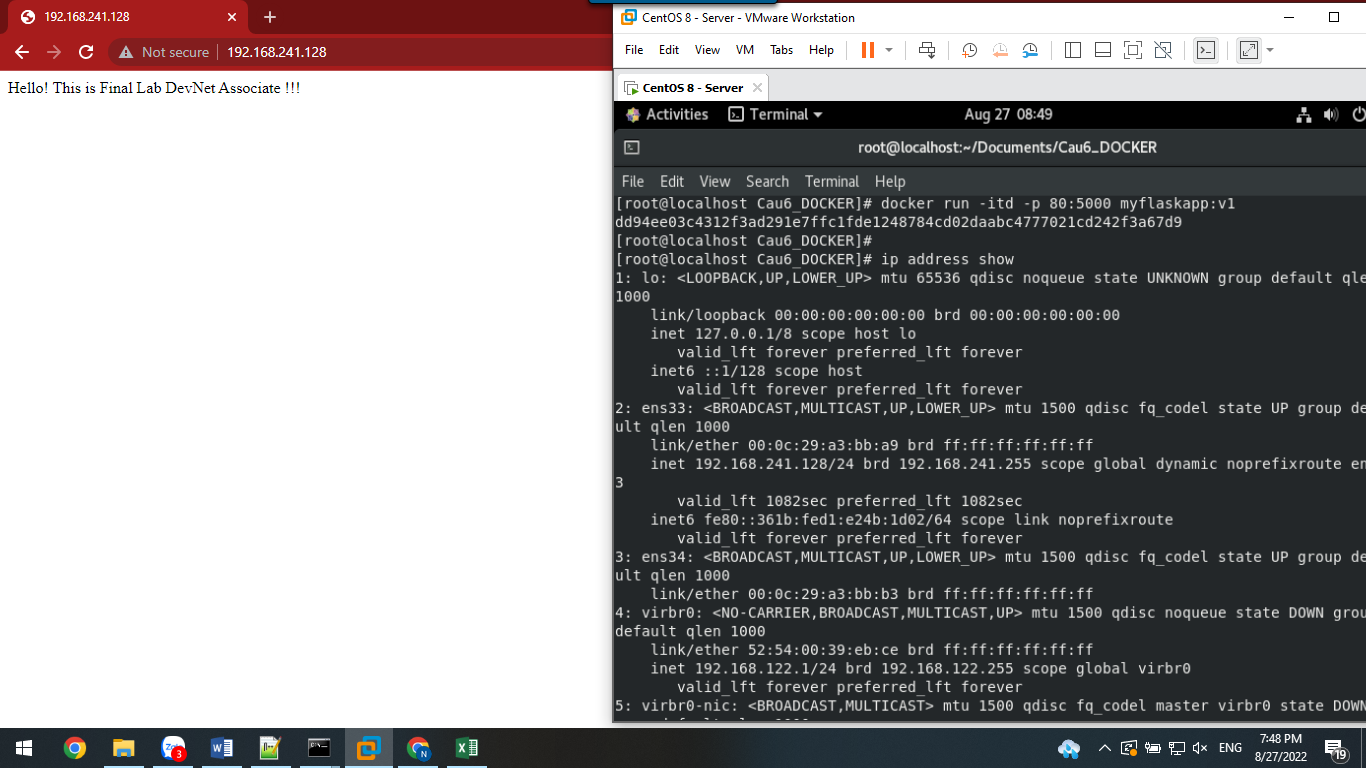 192.168.241.128
Not secure
192.168.241.128
Hello! This is Final Lab DevNet Associate !!!
CentOS 8 - Server - VMware Workstation
File Edit View VM Tabs Help
CentOS 8 - Server
Activities Terminal Aug 27 08:49
root@localhost:~/Documents/Cau6_DOCKER
File Edit View Search Terminal Help
[root@localhost Cau6_DOCKER]# docker run -itd -p 80:5000 myflaskapp:v1
dd94ee03c4312f3ad291e7ffc1fde1248784cd02daabc4777021cd242f3a67d9
[root@localhost Cau6_DOCKER]#
[root@localhost Cau6_DOCKER]# ip address show
1: lo: <LOOPBACK,UP,LOWER_UP> mtu 65536 qdisc noqueue state UNKNOWN group default qle
1000
link/loopback 00:00:00:00:00:00 brd 00:00:00:00:00:00
inet 127.0.0.1/8 scope host lo
valid_lft forever preferred_lft forever
inet6 ::1/128 scope host
valid_lft forever preferred_lft forever
2: ens33: <BROADCAST,MULTICAST,UP,LOWER_UP> mtu 1500 qdisc fq_codel state UP group de
ult qlen 1000
link/ether 00:0c:29:a3:bb:a9 brd ff:ff:ff:ff:ff:ff
inet 192.168.241.128/24 brd 192.168.241.255 scope global dynamic noprefixroute en
3
valid_lft 1082sec preferred_lft 1082sec
inet6 fe80::361b:fed1:e24b:1d02/64 scope link noprefixroute
valid_lft forever preferred_lft forever
3: ens34: <BROADCAST,MULTICAST,UP,LOWER_UP> mtu 1500 qdisc fq_codel state UP group de
ult qlen 1000
link/ether 00:0c:29:a3:bb:b3 brd ff:ff:ff:ff:ff:ff
4: virbr0: <NO-CARRIER,BROADCAST,MULTICAST,UP> mtu 1500 qdisc noqueue state DOWN grou
default qlen 1000
link/ether 52:54:00:39:eb:ce brd ff:ff:ff:ff:ff:ff
inet 192.168.122.1/24 brd 192.168.122.255 scope global virbr0
valid_lft forever preferred_lft forever
5: virbr0-nic: <BROADCAST,MULTICAST> mtu 1500 qdisc fq_codel master virbr0 state DOWN
3
ENG
7:48 PM
8/27/2022
19